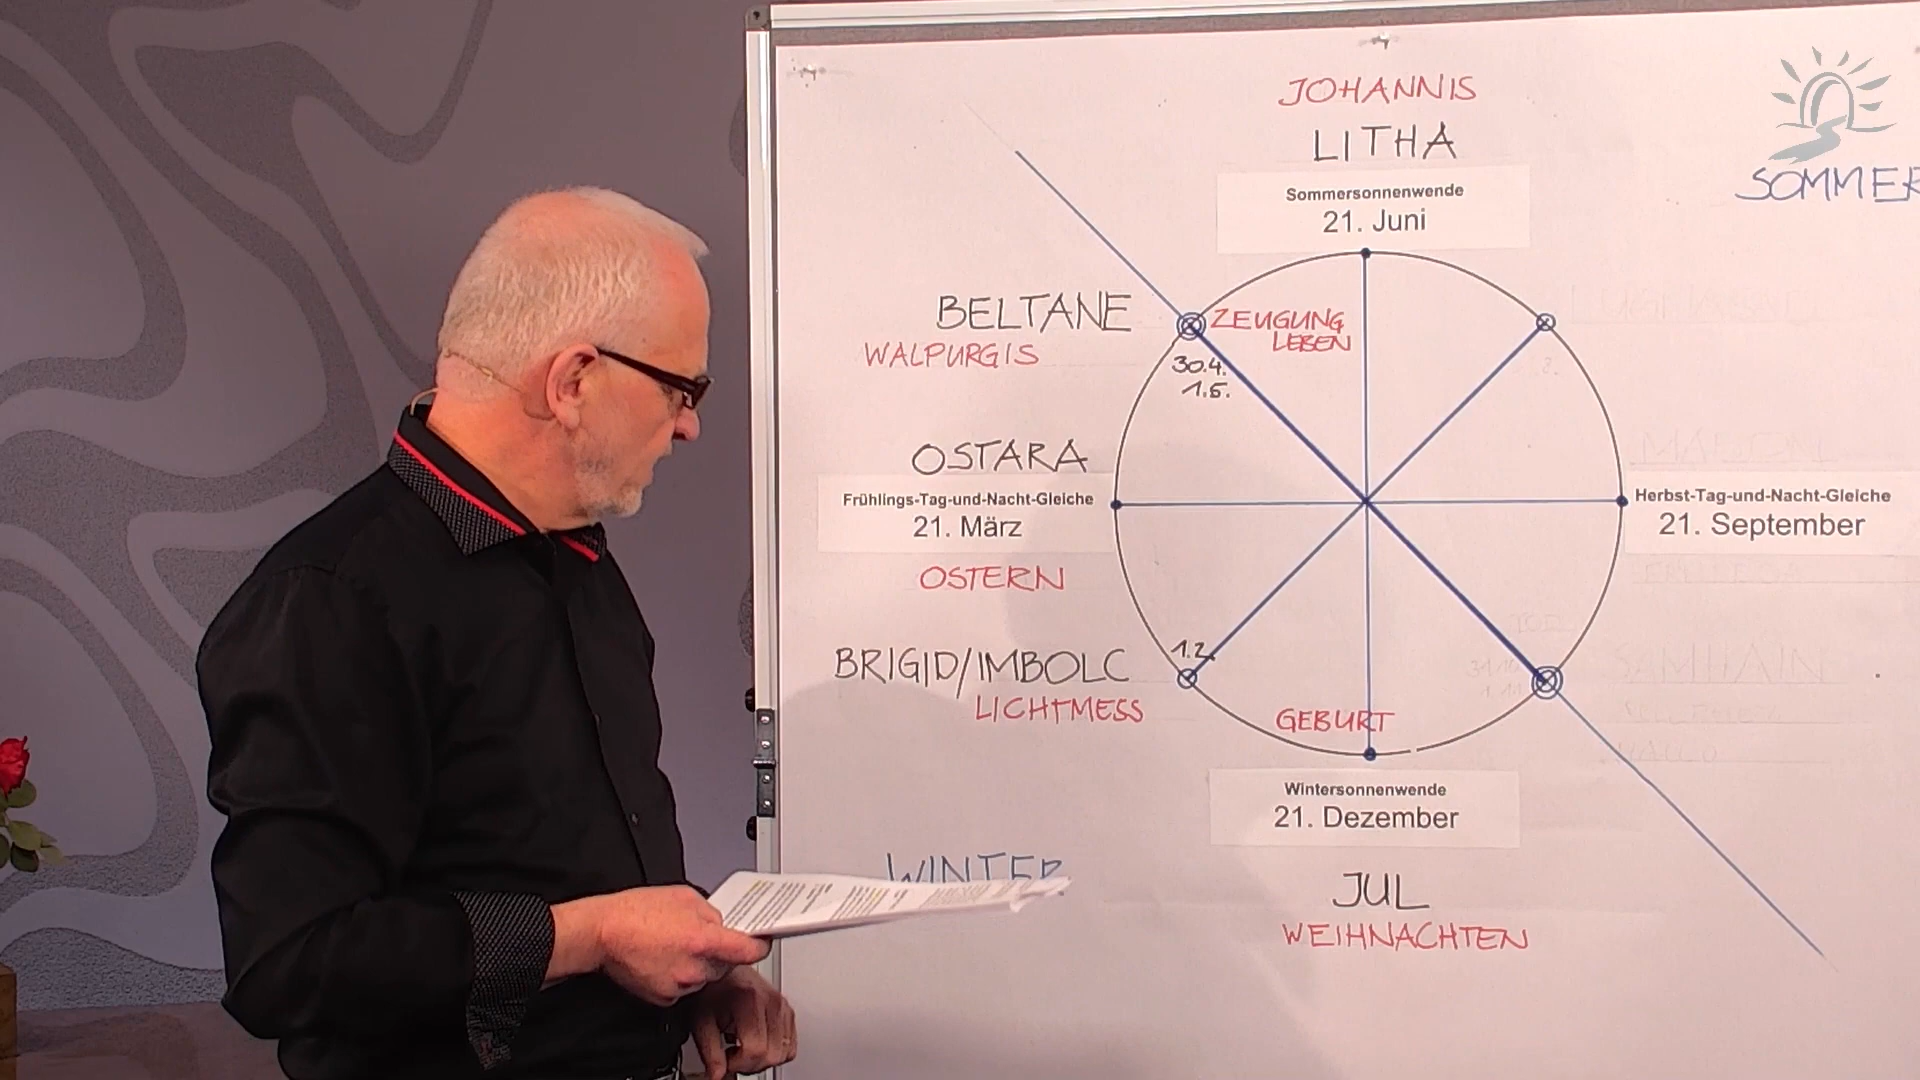 JOHANNIS
LITHA
Sommersonnenwende
21. Juni
SOMMER
BELTANE
WALPURGIS
ZEUGUNG
LEBEN
30.4.
1.5.
OSTARA
Frühlings-Tag-und-Nacht-Gleiche
21. März
OSTERN
Herbst-Tag-und-Nacht-Gleiche
21. September
BRIGID/IMBOLC
LICHTMESS
1.2.
GEBURT
Wintersonnenwende
21. Dezember
WINTER
JUL
WEIHNACHTEN